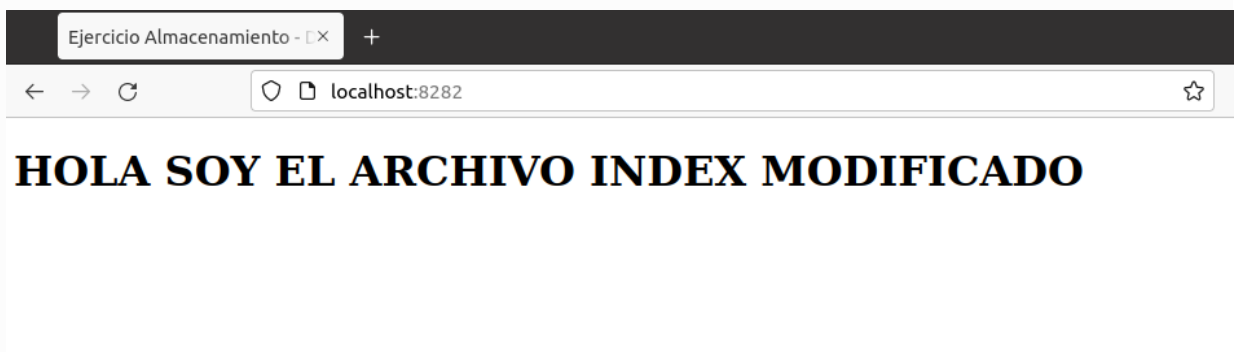 Ejercicio Almacenamiento -
localhost:8282
HOLA SOY EL ARCHIVO INDEX MODIFICADO